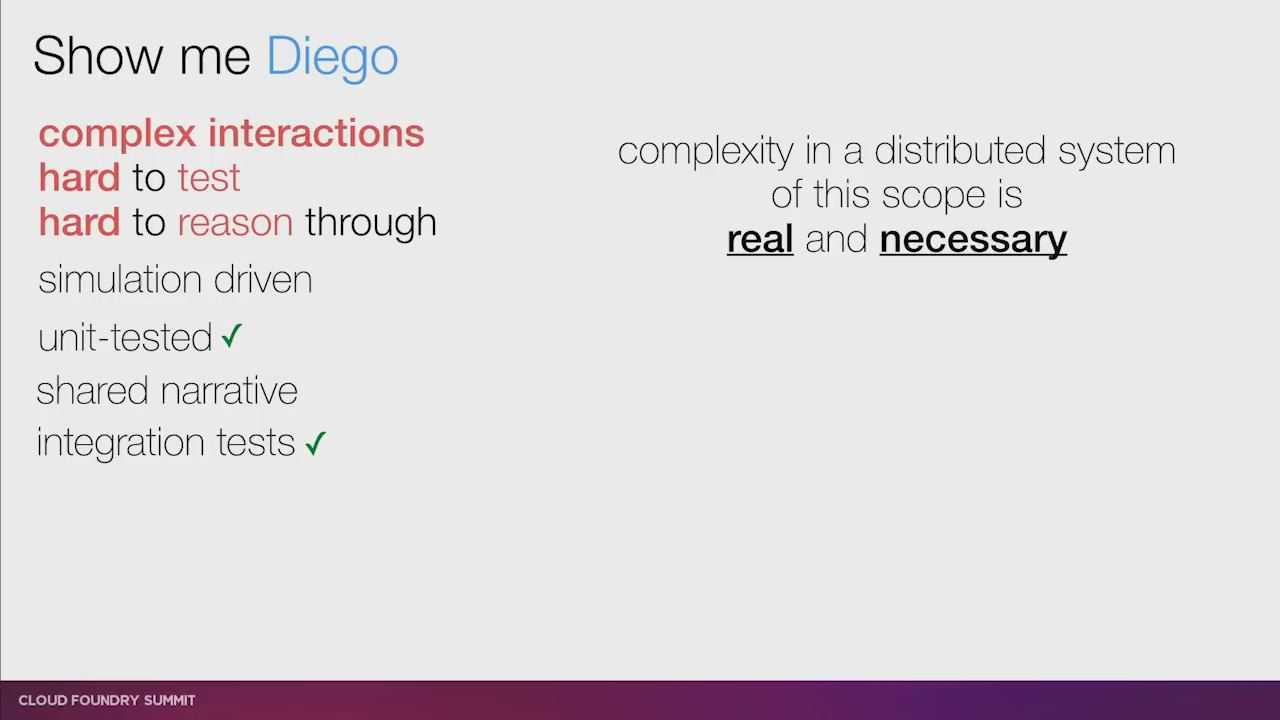 Show me Diego
complex interactions
hard to test
hard to reason through
simulation driven
unit-tested ✓
shared narrative
integration tests ✓
complexity in a distributed system
of this scope is
real and necessary
CLOUD FOUNDRY SUMMIT